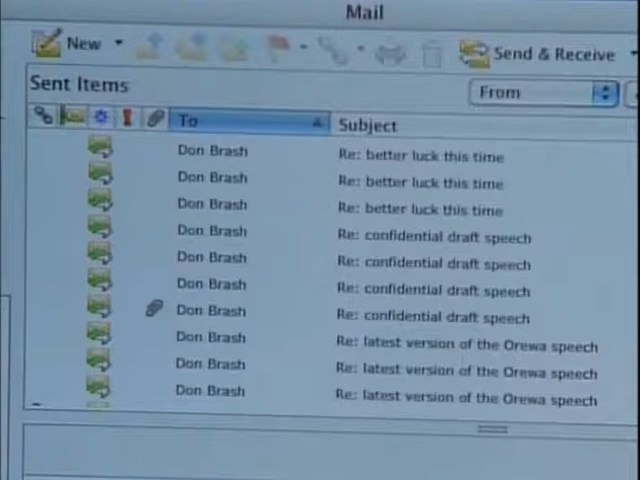 Mail
New
Send & Receive
Sent Items
From
To Subject
Don Brash Re: better luck this time
Don Brash Re: better luck this time
Don Brash Re: better luck this time
Don Brash Re: confidential draft speech
Don Brash Re: confidential draft speech
Don Brash Re: confidential draft speech
Don Brash Re: confidential draft speech
Don Brash Re: latest version of the Orewa speech
Don Brash Re: latest version of the Orewa speech
Don Brash Re: latest version of the Orewa speech